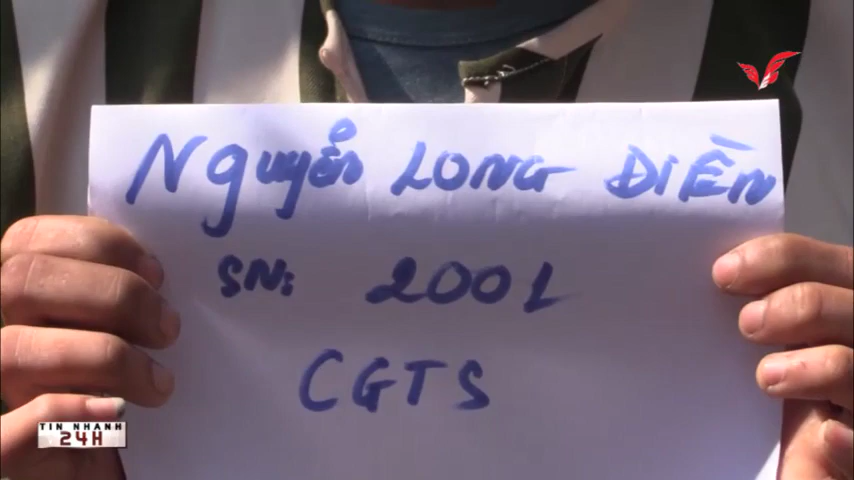 Nguyễn LONG ĐiỀn
SN: 2001
CGTS
TIN NHANH
24H